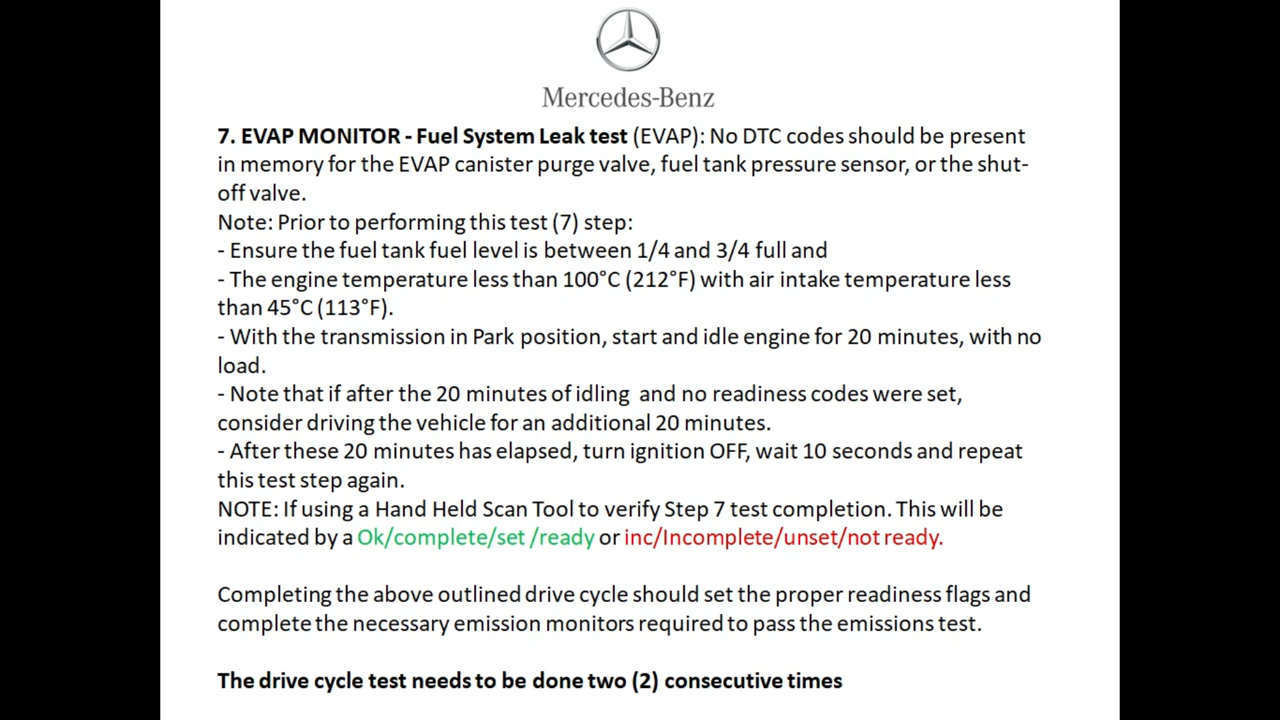 Mercedes-Benz
7. EVAP MONITOR - Fuel System Leak test (EVAP): No DTC codes should be present
in memory for the EVAP canister purge valve, fuel tank pressure sensor, or the shut-
off valve.
Note: Prior to performing this test (7) step:
- Ensure the fuel tank fuel level is between 1/4 and 3/4 full and
- The engine temperature less than 100°C (212°F) with air intake temperature less
than 45°C (113°F).
- With the transmission in Park position, start and idle engine for 20 minutes, with no
load.
- Note that if after the 20 minutes of idling  and no readiness codes were set,
consider driving the vehicle for an additional 20 minutes.
- After these 20 minutes has elapsed, turn ignition OFF, wait 10 seconds and repeat
this test step again.
NOTE: If using a Hand Held Scan Tool to verify Step 7 test completion. This will be
indicated by a Ok/complete/set /ready or inc/Incomplete/unset/not ready.
Completing the above outlined drive cycle should set the proper readiness flags and
complete the necessary emission monitors required to pass the emissions test.
The drive cycle test needs to be done two (2) consecutive times